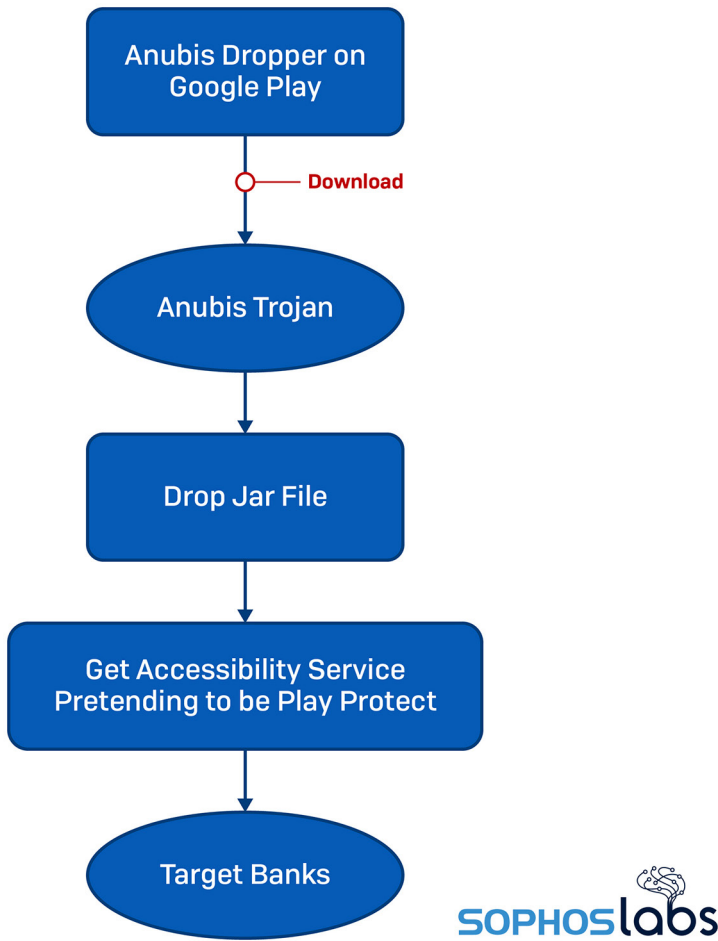 Anubis Dropper on
Google Play
Download
Anubis Trojan
Drop Jar File
Get Accessibility Service
Pretending to be Play Protect
Target Banks
SOPHOSlabs